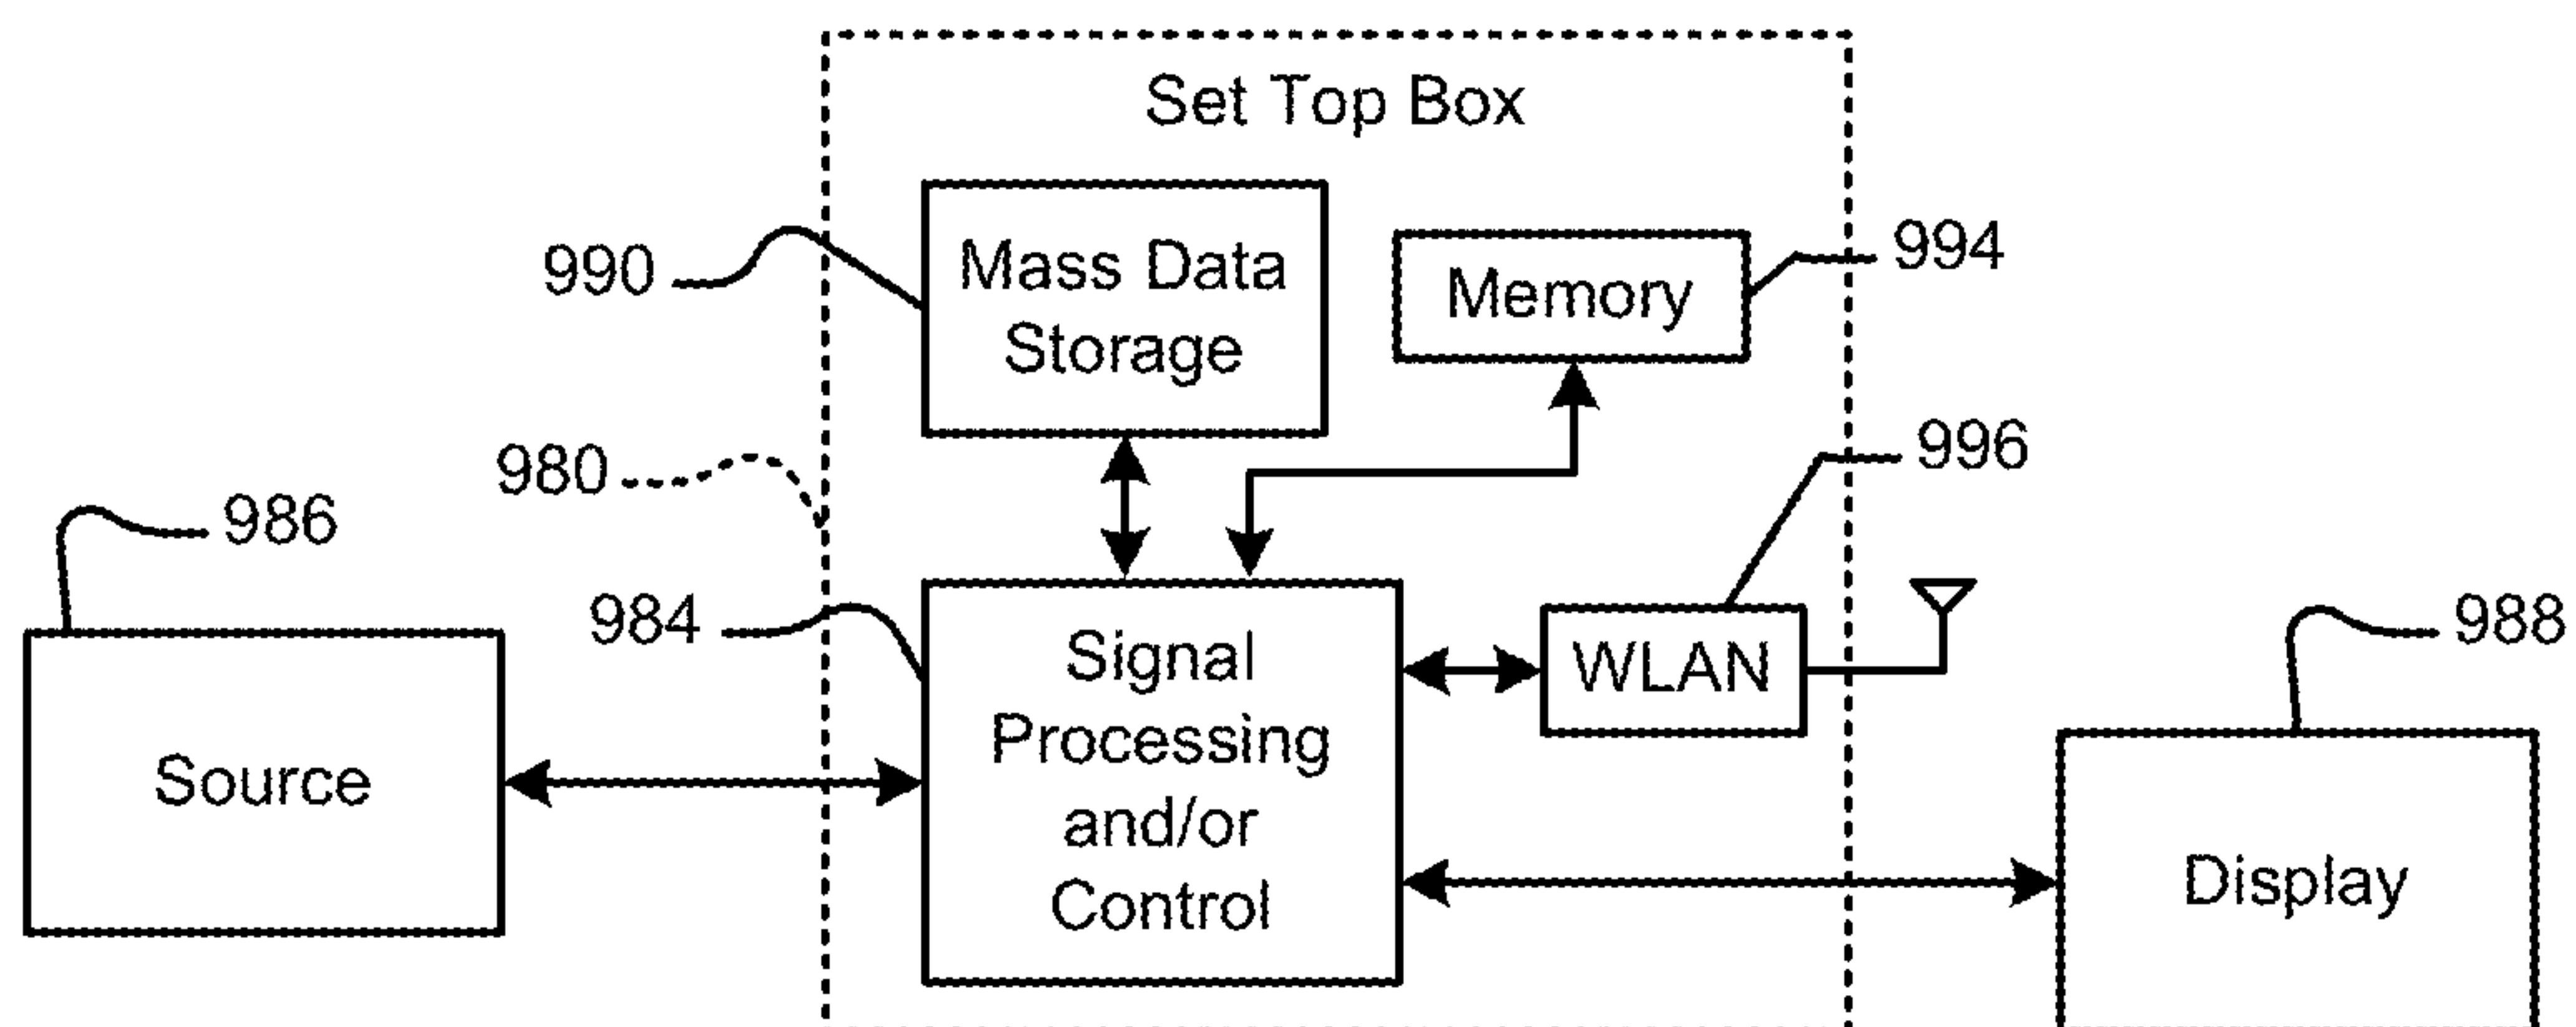 Set Top Box
990
Mass Data
Storage
Memory
994
980
996
986
984
Source
Signal
Processing
and/or
Control
WLAN
988
Display